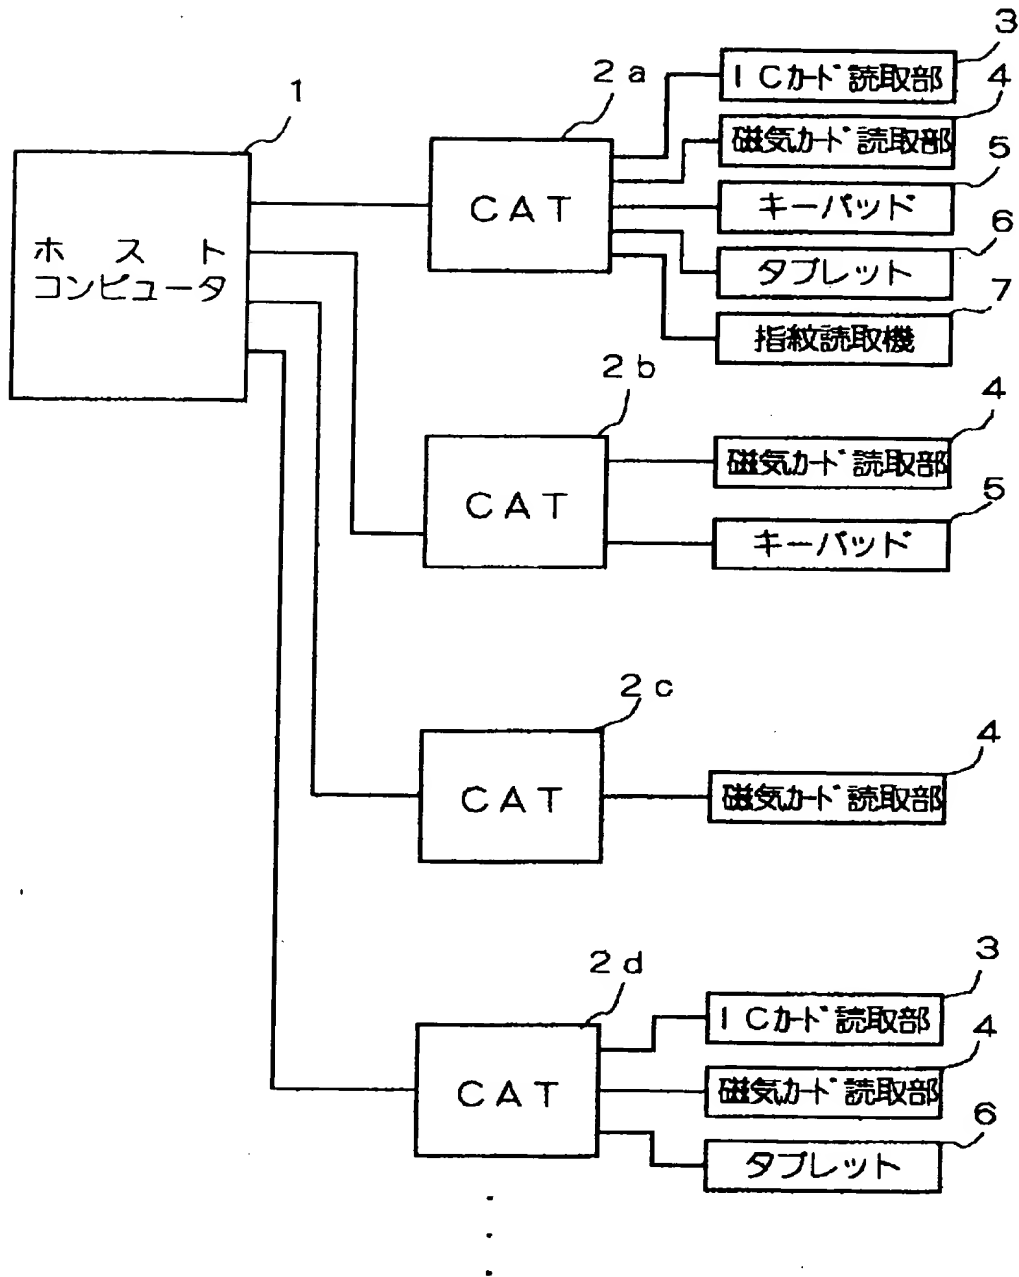 1
ホスト
コンピュータ
2a
CAT
3
ICカード読取部
4
磁気カード読取部
5
キーパッド
6
タブレット
7
指紋読取機
2b
CAT
4
磁気カード読取部
5
キーパッド
2c
CAT
4
磁気カード読取部
2d
CAT
3
ICカード読取部
4
磁気カード読取部
6
タブレット